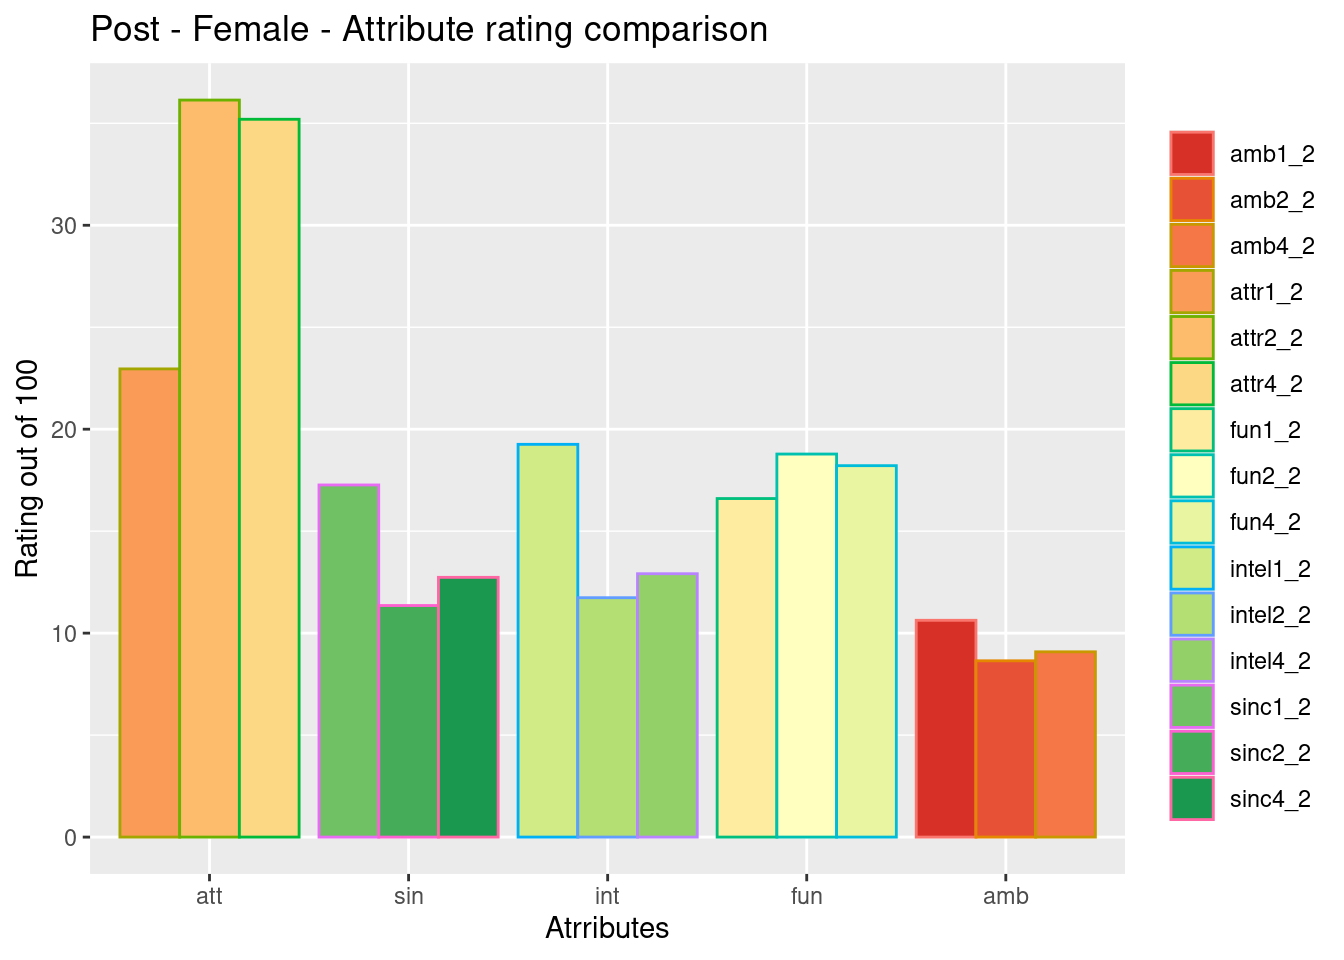 Post - Female - Attribute rating comparison
Rating out of 100
30
20
10
0
att
sin
int
fun
amb
Atrributes
amb1_2
amb2_2
amb4_2
attr1_2
attr2_2
attr4_2
fun1_2
fun2_2
fun4_2
intel1_2
intel2_2
intel4_2
sinc1_2
sinc2_2
sinc4_2